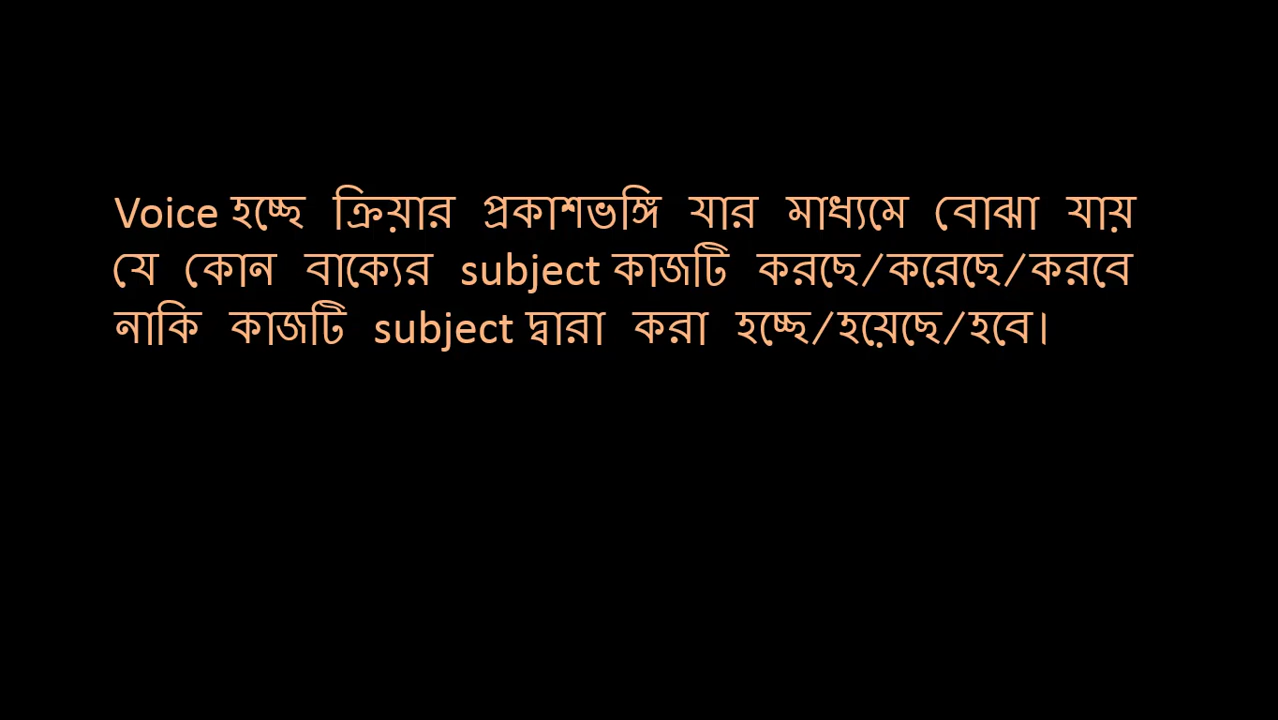 Voice হচ্ছে ক্রিয়ার প্রকাশভঙ্গি যার মাধ্যমে বোঝা যায়
যে কোন বাক্যের subject কাজটি করছে/করেছে/করবে
নাকি কাজটি subject দ্বারা করা হচ্ছে/হয়েছে/হবে।